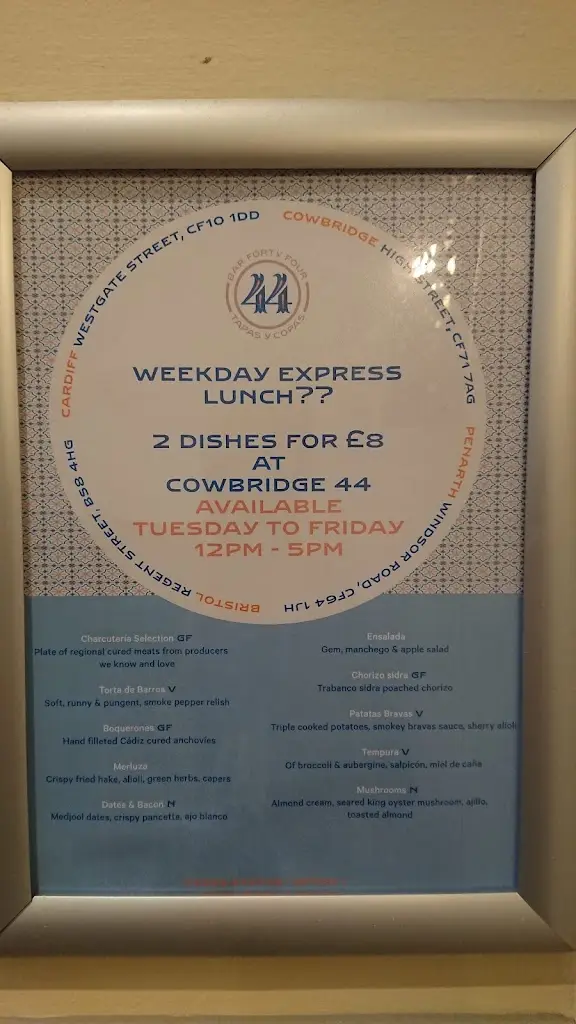 CARDIFF WESTGATE STREET, CF10 1DD
COWBRIDGE HIGH STREET, CF71 7AG
PENARTH WINDSOR ROAD, CF64 1JH
BRISTOL REGENT STREET, BS8 4HG
BAR FORTY FOUR
44
TAPAS Y COPAS
WEEKDAY EXPRESS
LUNCH??
2 DISHES FOR £8
AT
COWBRIDGE 44
AVAILABLE
TUESDAY TO FRIDAY
12PM - 5PM
Charcutaria Selection GF
Plate of regional cured meats from producers
we know and love
Torta de Barros V
Soft, runny & pungent, smoke pepper relish
Boquerones GF
Hand filleted Cádiz cured anchovies
Merluza
Crispy fried hake, alioli, green herbs, capers
Dates & Bacon N
Medjool dates, crispy pancetta, ajo blanco
Ensalada
Gem, manchego & apple salad
Chorizo sidra GF
Trabanco sidra poached chorizo
Patatas Bravas V
Triple cooked potatoes, smokey bravas sauce, sherry alioli
Tempura V
Of broccoli & aubergine, salpicón, miel de caña
Mushrooms N
Almond cream, seared king oyster mushroom, ajillo,
toasted almond